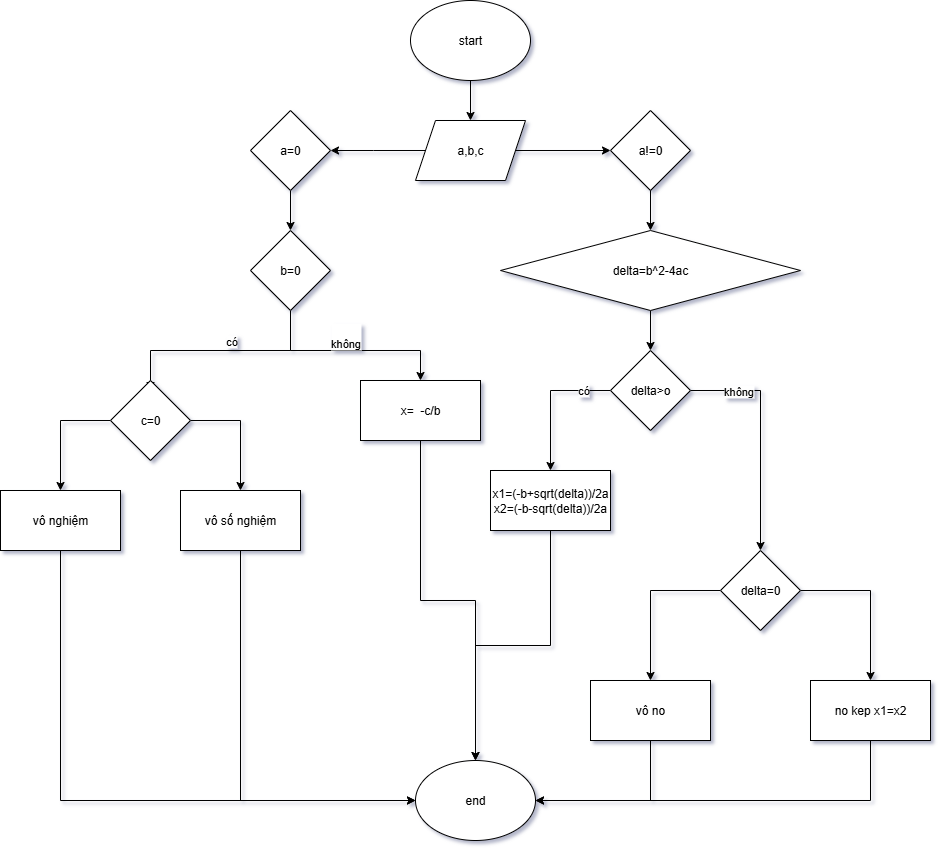 start
a=0
a,b,c
a!=0
b=0
delta=b^2-4ac
có
không
c=0
x= -c/b
delta>o
có
không
vô nghiệm
vô số nghiệm
x1=(-b+sqrt(delta))/2a
x2=(-b-sqrt(delta))/2a
delta=0
vô no
no kep x1=x2
end